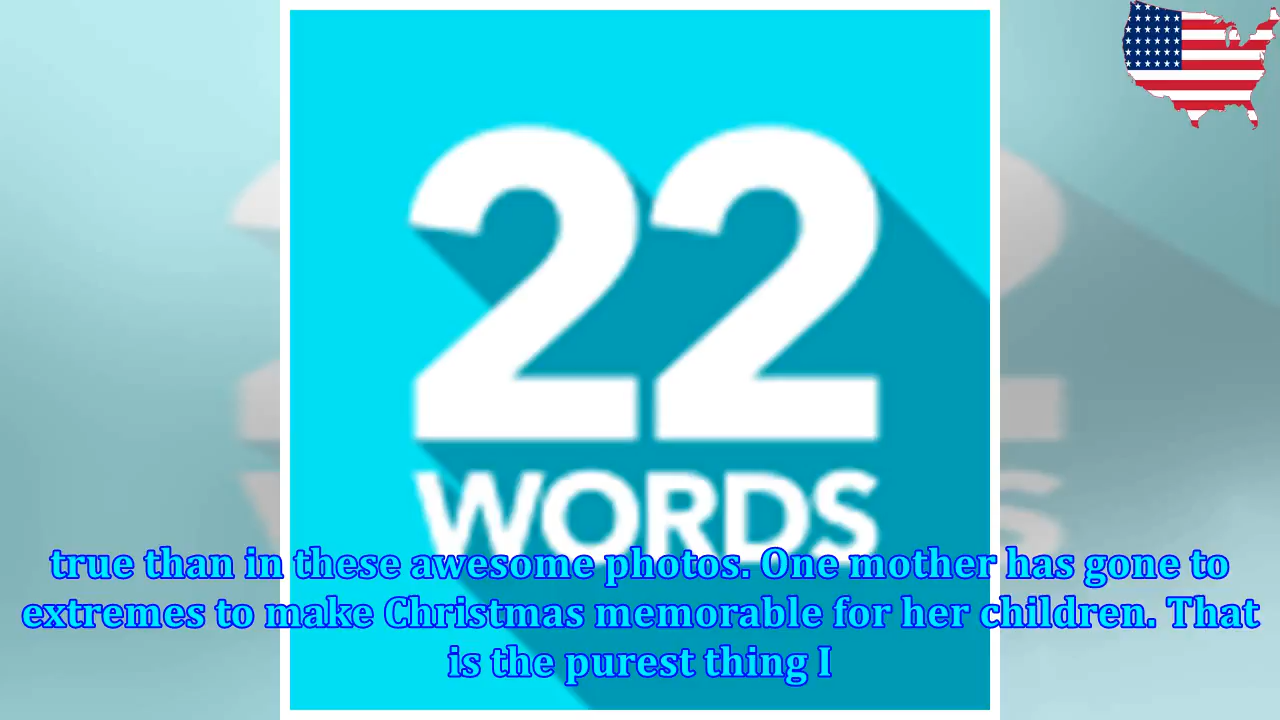 22
WORDS
true than in these awesome photos. One mother has gone to
extremes to make Christmas memorable for her children. That
is the purest thing I